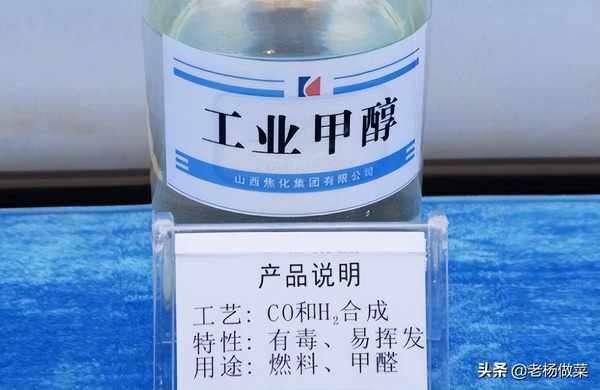 工业甲醇
山西焦化集团有限公司
产品说明
工艺：CO和H₂合成
特性：有毒、易挥发
用途：燃料、甲醛
头条 @老杨做菜